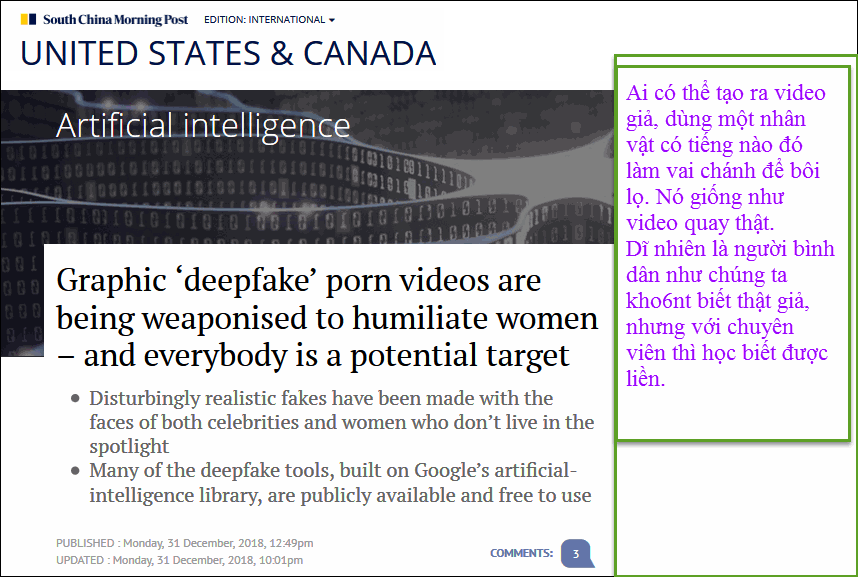 South China Morning Post EDITION: INTERNATIONAL
UNITED STATES & CANADA
Artificial intelligence
Graphic ‘deepfake’ porn videos are
being weaponised to humiliate women
– and everybody is a potential target
• Disturbingly realistic fakes have been made with the
faces of both celebrities and women who don’t live in the
spotlight
• Many of the deepfake tools, built on Google’s artificial-
intelligence library, are publicly available and free to use
PUBLISHED : Monday, 31 December, 2018, 12:49pm
UPDATED : Monday, 31 December, 2018, 10:01pm
COMMENTS: 3
Ai có thể tạo ra video
giả, dùng một nhân
vật có tiếng nào đó
làm vai chánh để bôi
lọ. Nó giống như
video quay thật.
Dĩ nhiên là người bình
dân như chúng ta
kho6nt biết thật giả,
nhưng với chuyên
viên thì học biết được
liền.